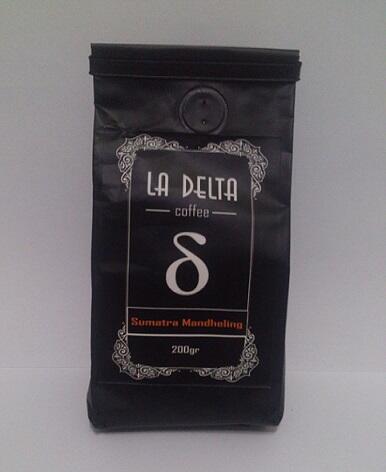 LA DELTA
coffee
δ
Sumatra Mandheling
200gr